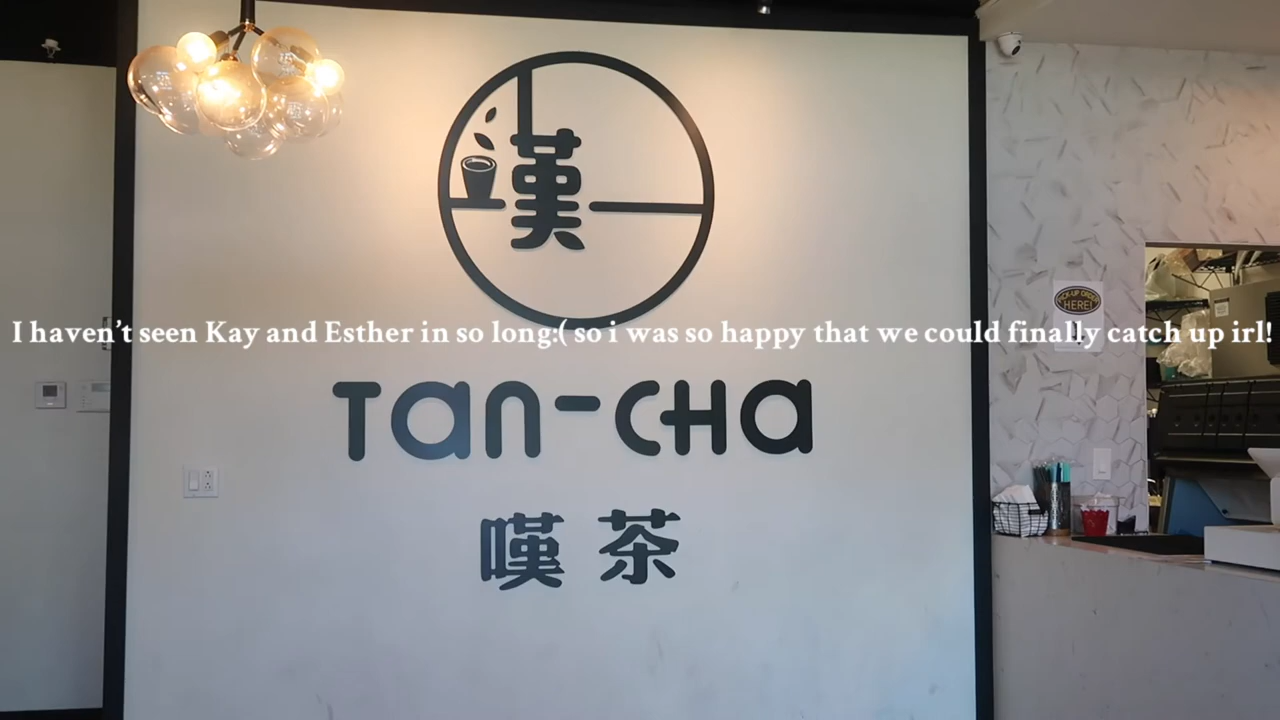 嘆
PICK-UP ORDER
HERE!
I haven't seen Kay and Esther in so long:( so i was so happy that we could finally catch up irl!
Tan-CHa
嘆茶